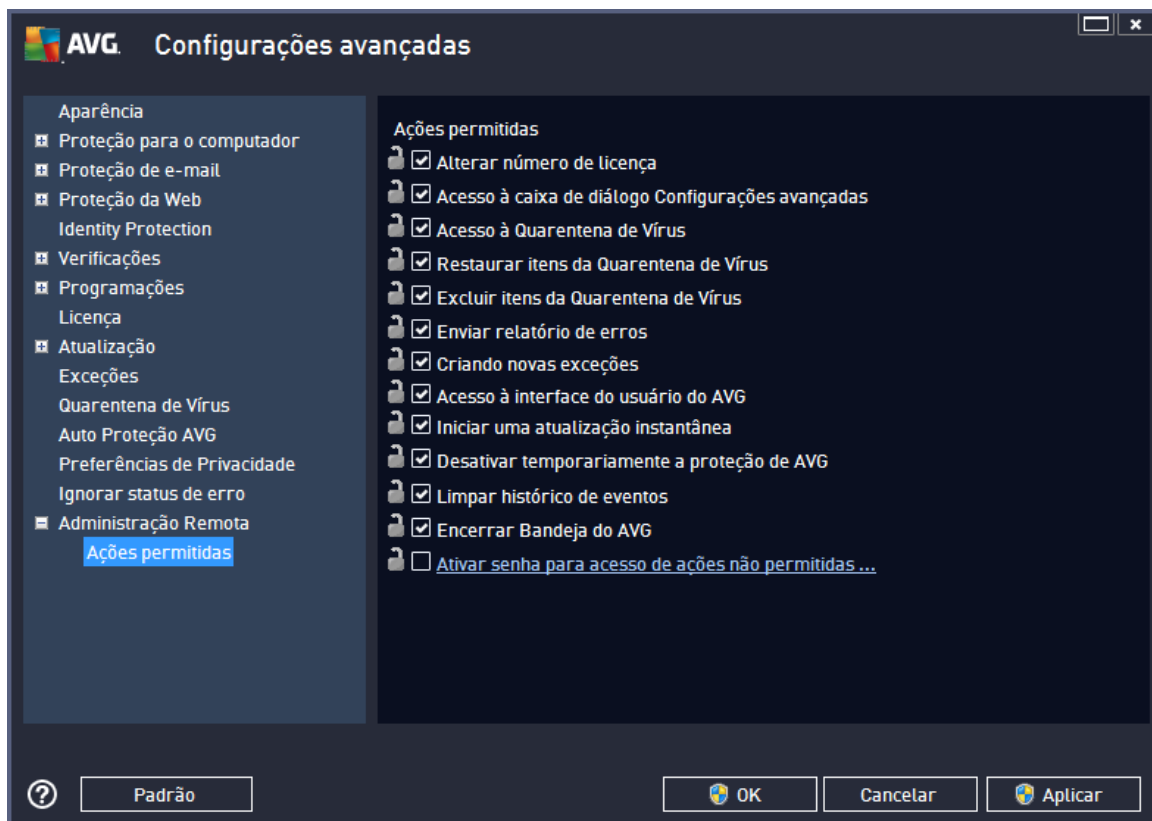 AVG. Configurações avançadas
Aparência
Proteção para o computador
Proteção de e-mail
Proteção da Web
Identity Protection
Verificações
Programações
Licença
Atualização
Exceções
Quarentena de Vírus
Auto Proteção AVG
Preferências de Privacidade
Ignorar status de erro
Administração Remota
Ações permitidas
Ações permitidas
Alterar número de licença
Acesso à caixa de diálogo Configurações avançadas
Acesso à Quarentena de Vírus
Restaurar itens da Quarentena de Vírus
Excluir itens da Quarentena de Vírus
Enviar relatório de erros
Criando novas exceções
Acesso à interface do usuário do AVG
Iniciar uma atualização instantânea
Desativar temporariamente a proteção de AVG
Limpar histórico de eventos
Encerrar Bandeja do AVG
Ativar senha para acesso de ações não permitidas ...
? Padrão OK Cancelar Aplicar